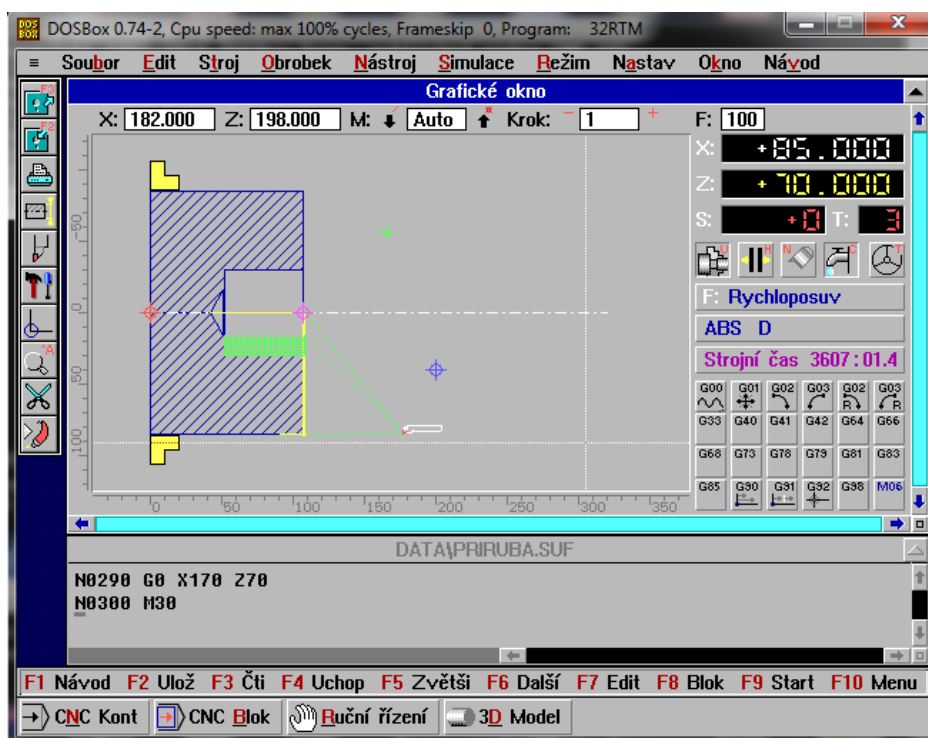 DOSBox 0.74-2, Cpu speed: max 100% cycles, Frameskip 0, Program: 32RTM
≡ Soubor Edit Stroj Obrobek Nástroj Simulace Režim Nastav Okno Návod
Grafické okno
X: 182.000 Z: 198.000 M: Auto Krok: - 1 + F: 100
F3
F2
A
X: +85.000
Z: +70.000
S: +0 T: 3
U H N C T
F: Rychloposuv
ABS D
Strojní čas 3607:01.4
G00 G01 G02 G03 G02 R G03 R
G33 G40 G41 G42 G64 G66
G68 G73 G78 G79 G81 G83
G85 G90 G91 G92 G98 M06
-50
0
50
100
0 50 100 150 200 250 300 350
DATA\PRIRUBA.SUF
N0290 G0 X170 Z70
N0300 M30
F1 Návod F2 Ulož F3 Čti F4 Uchop F5 Zvětši F6 Další F7 Edit F8 Blok F9 Start F10 Menu
CNC Kont CNC Blok Ruční řízení 3D Model